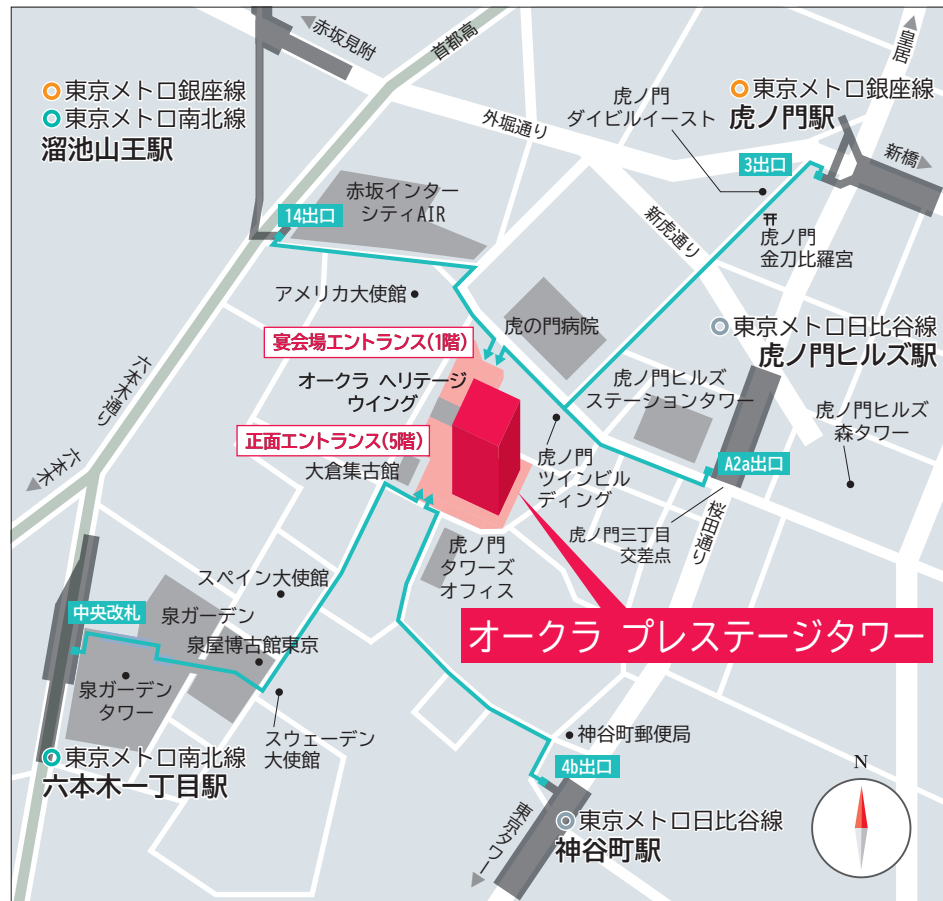 赤坂見附
首都高
皇居
東京メトロ銀座線
東京メトロ南北線
溜池山王駅
外堀通り
虎ノ門
ダイビルイースト
東京メトロ銀座線
虎ノ門駅
新橋
3出口
赤坂インター
シティAIR
14出口
新虎通り
虎ノ門
金刀比羅宮
アメリカ大使館
虎の門病院
東京メトロ日比谷線
虎ノ門ヒルズ駅
宴会場エントランス(1階)
オークラ ヘリテージ
ウイング
虎ノ門ヒルズ
ステーションタワー
六本木通り
虎ノ門ヒルズ
森タワー
正面エントランス(5階)
大倉集古館
虎ノ門
ツインビル
ディング
A2a出口
六本木
桜田通り
虎ノ門三丁目
交差点
虎ノ門
タワーズ
オフィス
スペイン大使館
中央改札
泉ガーデン
泉屋博古館東京
オークラ プレステージタワー
泉ガーデン
タワー
スウェーデン
大使館
神谷町郵便局
東京メトロ南北線
六本木一丁目駅
4b出口
N
東京タワー
東京メトロ日比谷線
神谷町駅